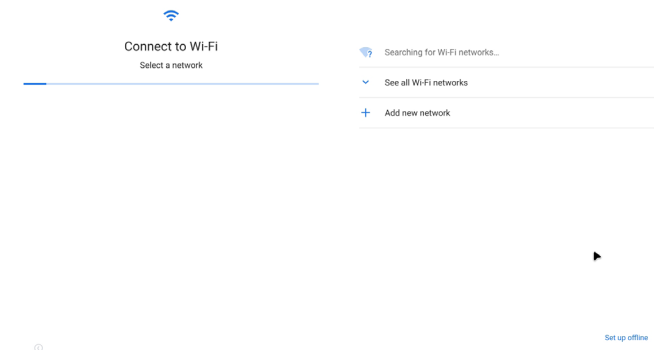 Connect to Wi-Fi
Select a network
Searching for Wi-Fi networks…
See all Wi-Fi networks
Add new network
Set up offline